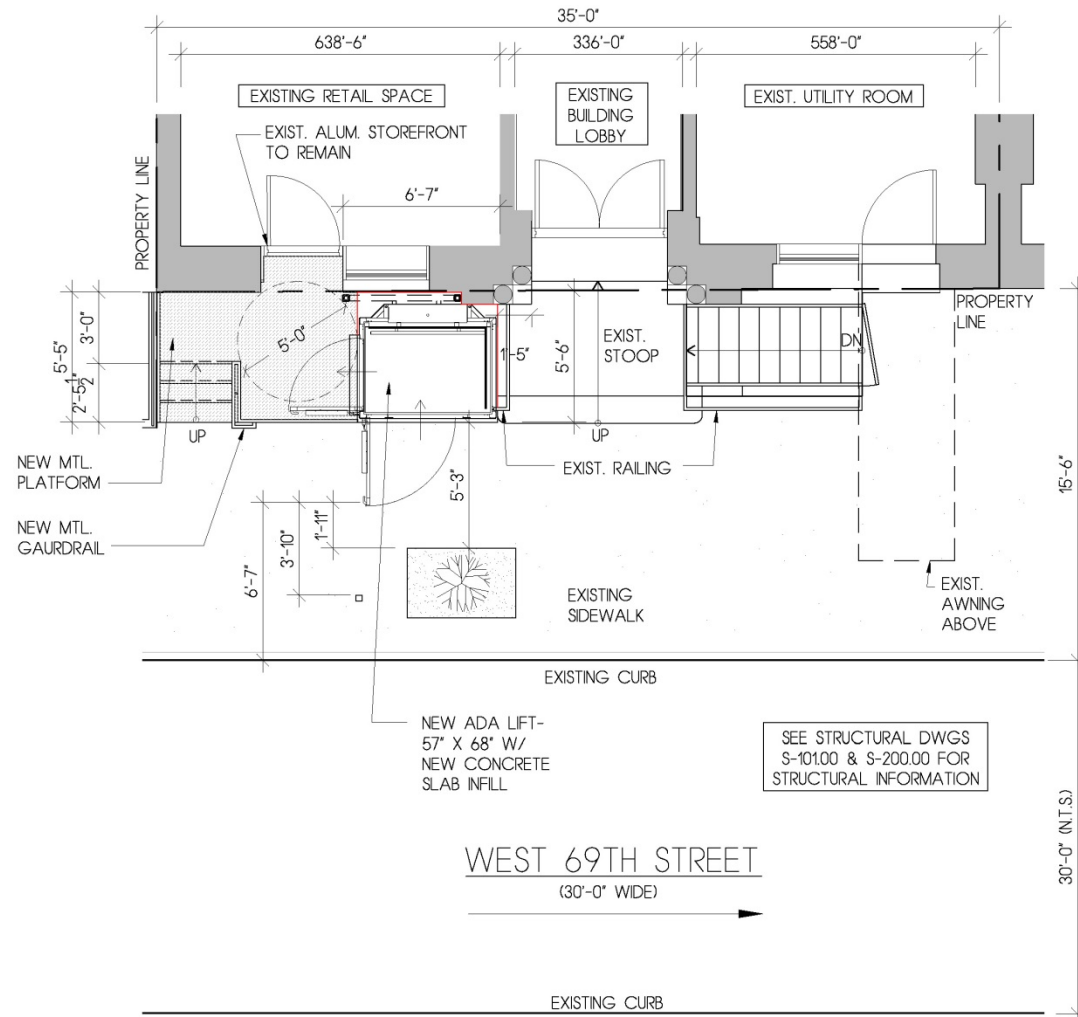 35'-0"
638'-6"
336'-0"
558'-0"
EXISTING RETAIL SPACE
EXISTING
BUILDING
LOBBY
EXIST. UTILITY ROOM
EXIST. ALUM. STOREFRONT
TO REMAIN
PROPERTY LINE
6'-7"
PROPERTY
LINE
5'-5"
3'-0"
2'-5 1/2"
5'-0"
1'-5"
5'-6"
EXIST.
STOOP
DN
UP
UP
NEW MTL.
PLATFORM
NEW MTL.
GAURDRAIL
EXIST. RAILING
5'-3"
1'-11"
3'-10"
6'-7"
15'-6"
EXISTING
SIDEWALK
EXIST.
AWNING
ABOVE
EXISTING CURB
NEW ADA LIFT-
57" X 68" W/
NEW CONCRETE
SLAB INFILL
SEE STRUCTURAL DWGS
S-101.00 & S-200.00 FOR
STRUCTURAL INFORMATION
WEST 69TH STREET
(30'-0" WIDE)
30'-0" (N.T.S.)
EXISTING CURB